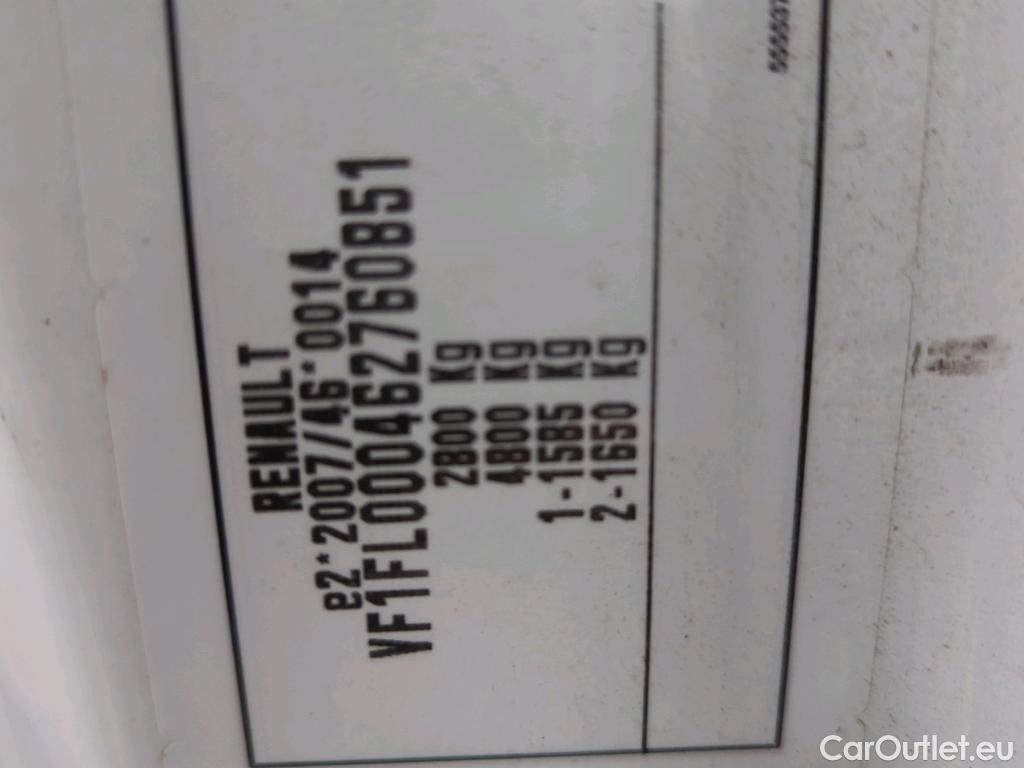 RENAULT
e2*2007/46*0014
VF1FL000462760851
2800 Kg
4800 Kg
1-1585 Kg
2-1650 Kg
CarOutlet.eu